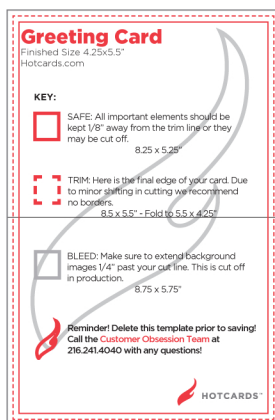 Greeting Card
Finished Size 4.25x5.5"
Hotcards.com
KEY:
SAFE: All important elements should be
kept 1/8" away from the trim line or they
may be cut off.
8.25 x 5.25"
TRIM: Here is the final edge of your card. Due
to minor shifting in cutting we recommend
no borders.
8.5 x 5.5" - Fold to 5.5 x 4.25"
BLEED: Make sure to extend background
images 1/4" past your cut line. This is cut off
in production.
8.75 x 5.75"
Reminder! Delete this template prior to saving!
Call the Customer Obsession Team at
216.241.4040 with any questions!
HOTCARDS™